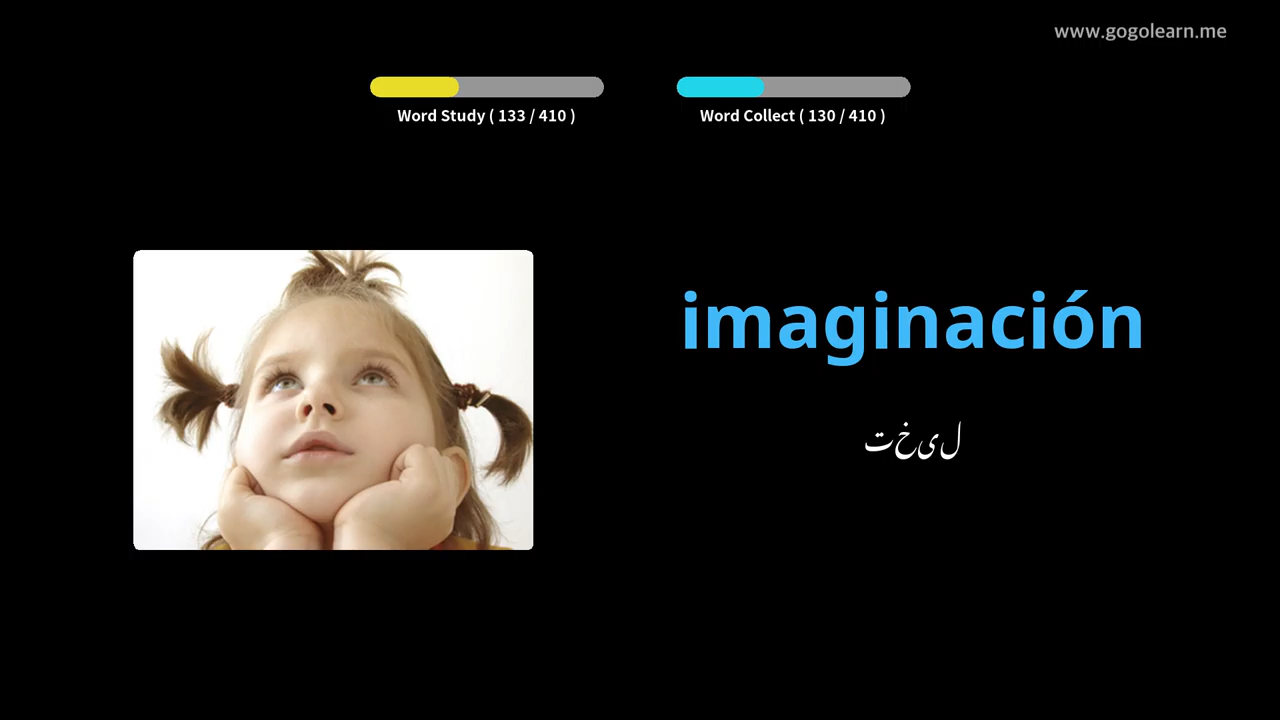 www.gogolearn.me
Word Study ( 133 / 410 )
Word Collect ( 130 / 410 )
imaginación
تخیل